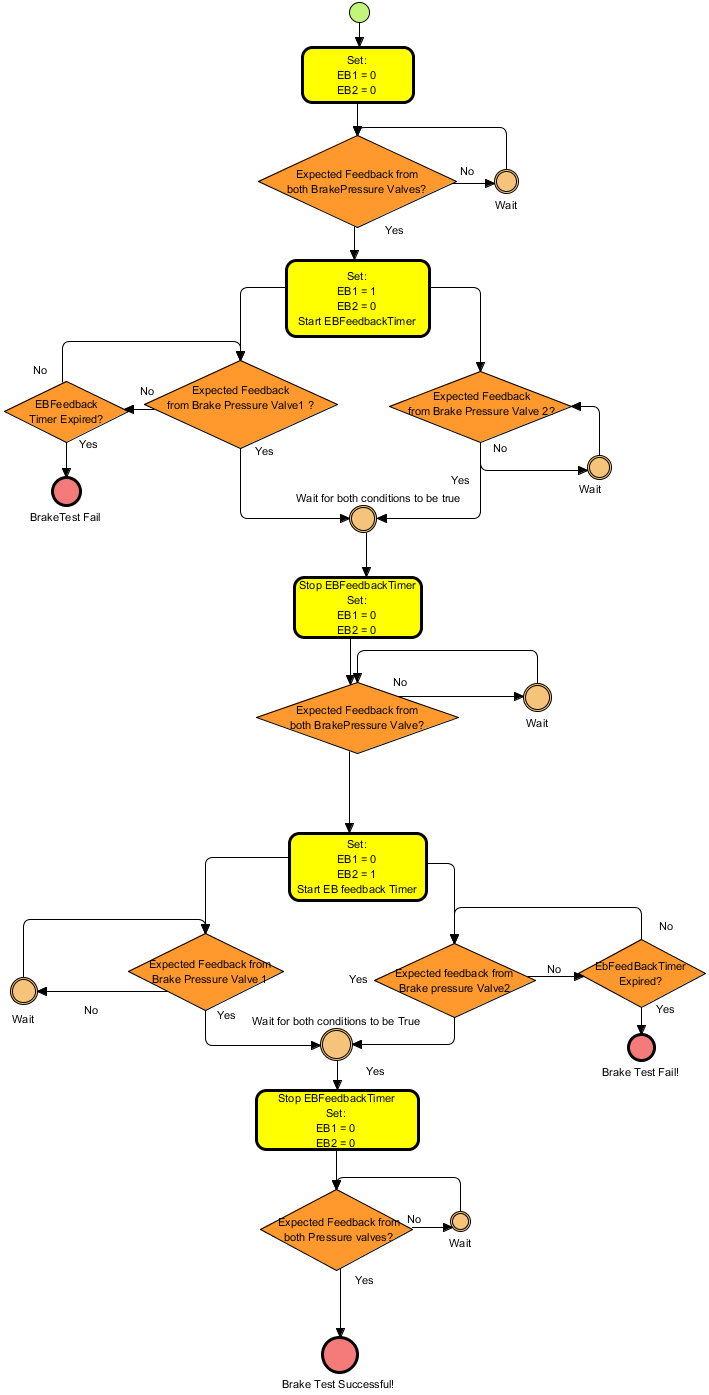 Set:
EB1 = 0
EB2 = 0
Expected Feedback from
both BrakePressure Valves?
No
Wait
Yes
Set:
EB1 = 1
EB2 = 0
Start EBFeedbackTimer
No
EBFeedback
Timer Expired?
No
Yes
BrakeTest Fail
Expected Feedback
from Brake Pressure Valve1 ?
Yes
Expected Feedback
from Brake Pressure Valve 2?
No
Yes
Wait
Wait for both conditions to be true
Stop EBFeedbackTimer
Set:
EB1 = 0
EB2 = 0
No
Expected Feedback from
both BrakePressure Valve?
Wait
Set:
EB1 = 0
EB2 = 1
Start EB feedback Timer
Expected Feedback from
Brake Pressure Valve 1
Wait
No
Yes
Yes
Expected feedback from
Brake pressure Valve2
No
No
EbFeedBackTimer
Expired?
Yes
Brake Test Fail!
Wait for both conditions to be True
Yes
Stop EBFeedbackTimer
Set:
EB1 = 0
EB2 = 0
Expected Feedback from
both Pressure valves?
No
Wait
Yes
Brake Test Successful!